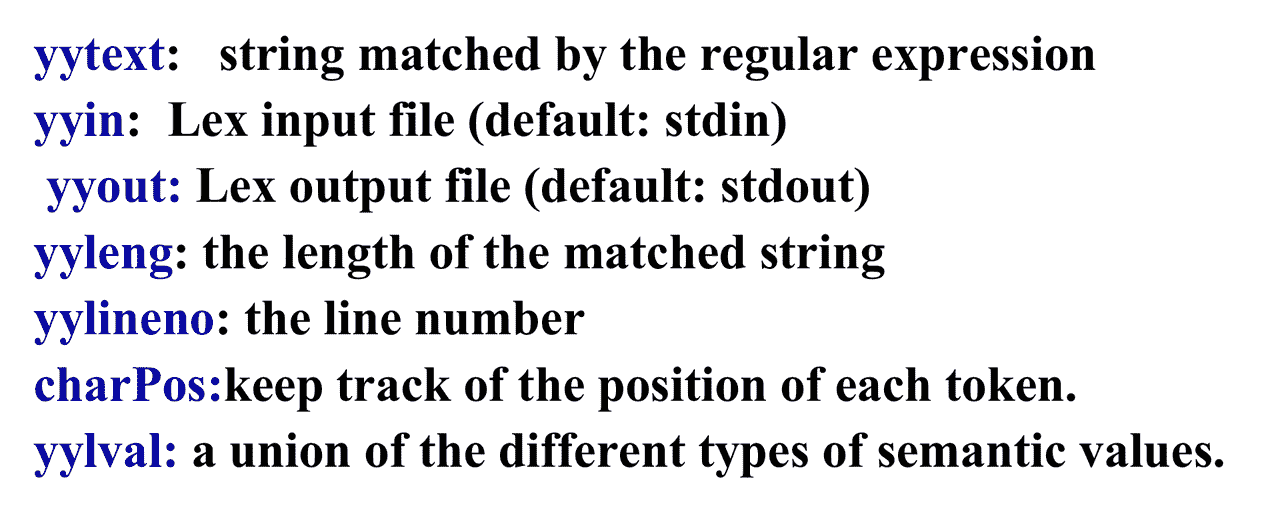 yytext: string matched by the regular expression
yyin: Lex input file (default: stdin)
yyout: Lex output file (default: stdout)
yyleng: the length of the matched string
yylineno: the line number
charPos:keep track of the position of each token.
yylval: a union of the different types of semantic values.